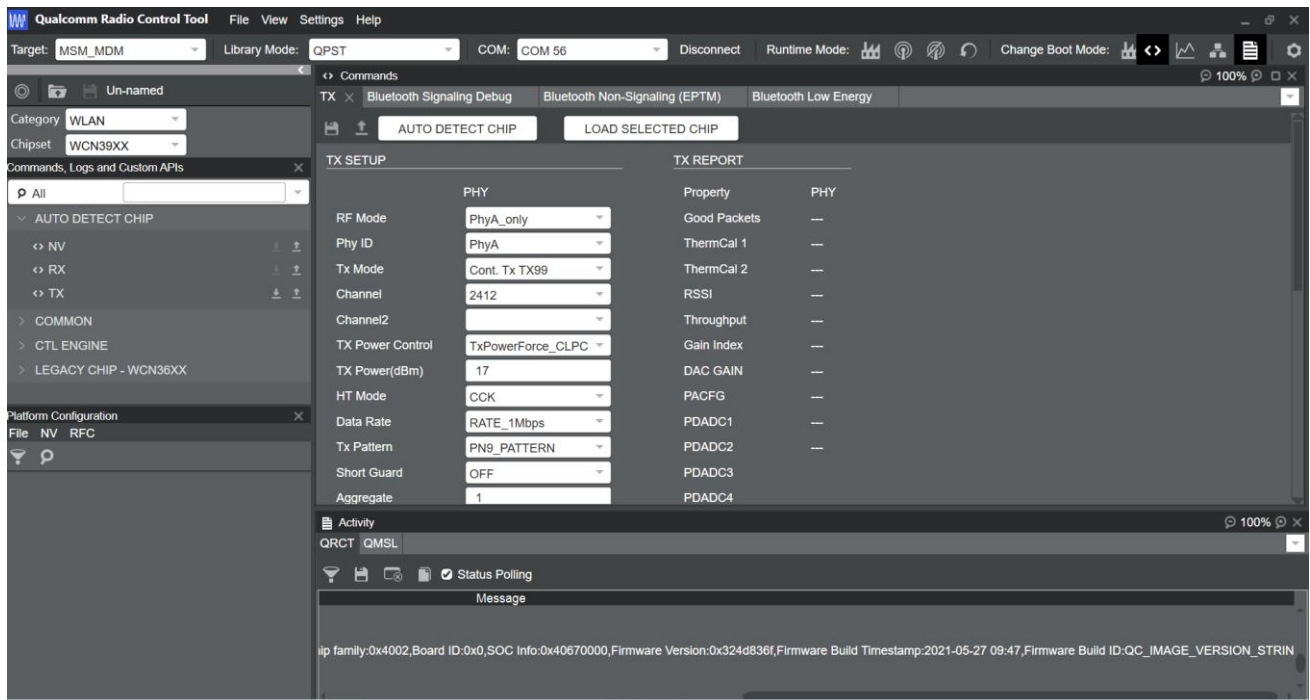 Qualcomm Radio Control Tool File View Settings Help
Target: MSM_MDM Library Mode: QPST COM: COM 56 Disconnect Runtime Mode: Change Boot Mode:
Un-named
Category WLAN
Chipset WCN39XX
Commands, Logs and Custom APIs
All
AUTO DETECT CHIP
NV
RX
TX
COMMON
CTL ENGINE
LEGACY CHIP - WCN36XX
Platform Configuration
File NV RFC
Commands 100%
TX Bluetooth Signaling Debug Bluetooth Non-Signaling (EPTM) Bluetooth Low Energy
AUTO DETECT CHIP LOAD SELECTED CHIP
TX SETUP TX REPORT
PHY Property PHY
RF Mode PhyA_only Good Packets ---
Phy ID PhyA ThermCal 1 ---
Tx Mode Cont. Tx TX99 ThermCal 2 ---
Channel 2412 RSSI ---
Channel2 Throughput ---
TX Power Control TxPowerForce_CLPC Gain Index ---
TX Power(dBm) 17 DAC GAIN ---
HT Mode CCK PACFG ---
Data Rate RATE_1Mbps PDADC1 ---
Tx Pattern PN9_PATTERN PDADC2 ---
Short Guard OFF PDADC3
Aggregate 1 PDADC4
Activity 100%
QRCT QMSL
Status Polling
Message
ip family:0x4002,Board ID:0x0,SOC Info:0x40670000,Firmware Version:0x324d836f,Firmware Build Timestamp:2021-05-27 09:47,Firmware Build ID:QC_IMAGE_VERSION_STRIN